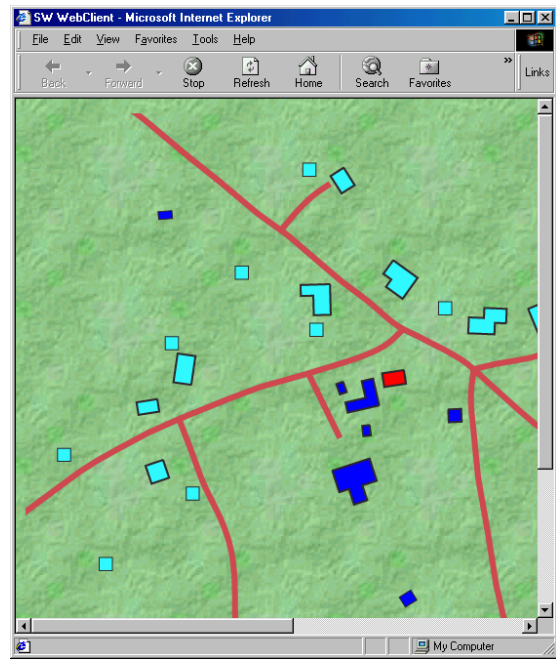 SW WebClient - Microsoft Internet Explorer
File Edit View Favorites Tools Help
Back Forward Stop Refresh Home Search Favorites » Links
My Computer